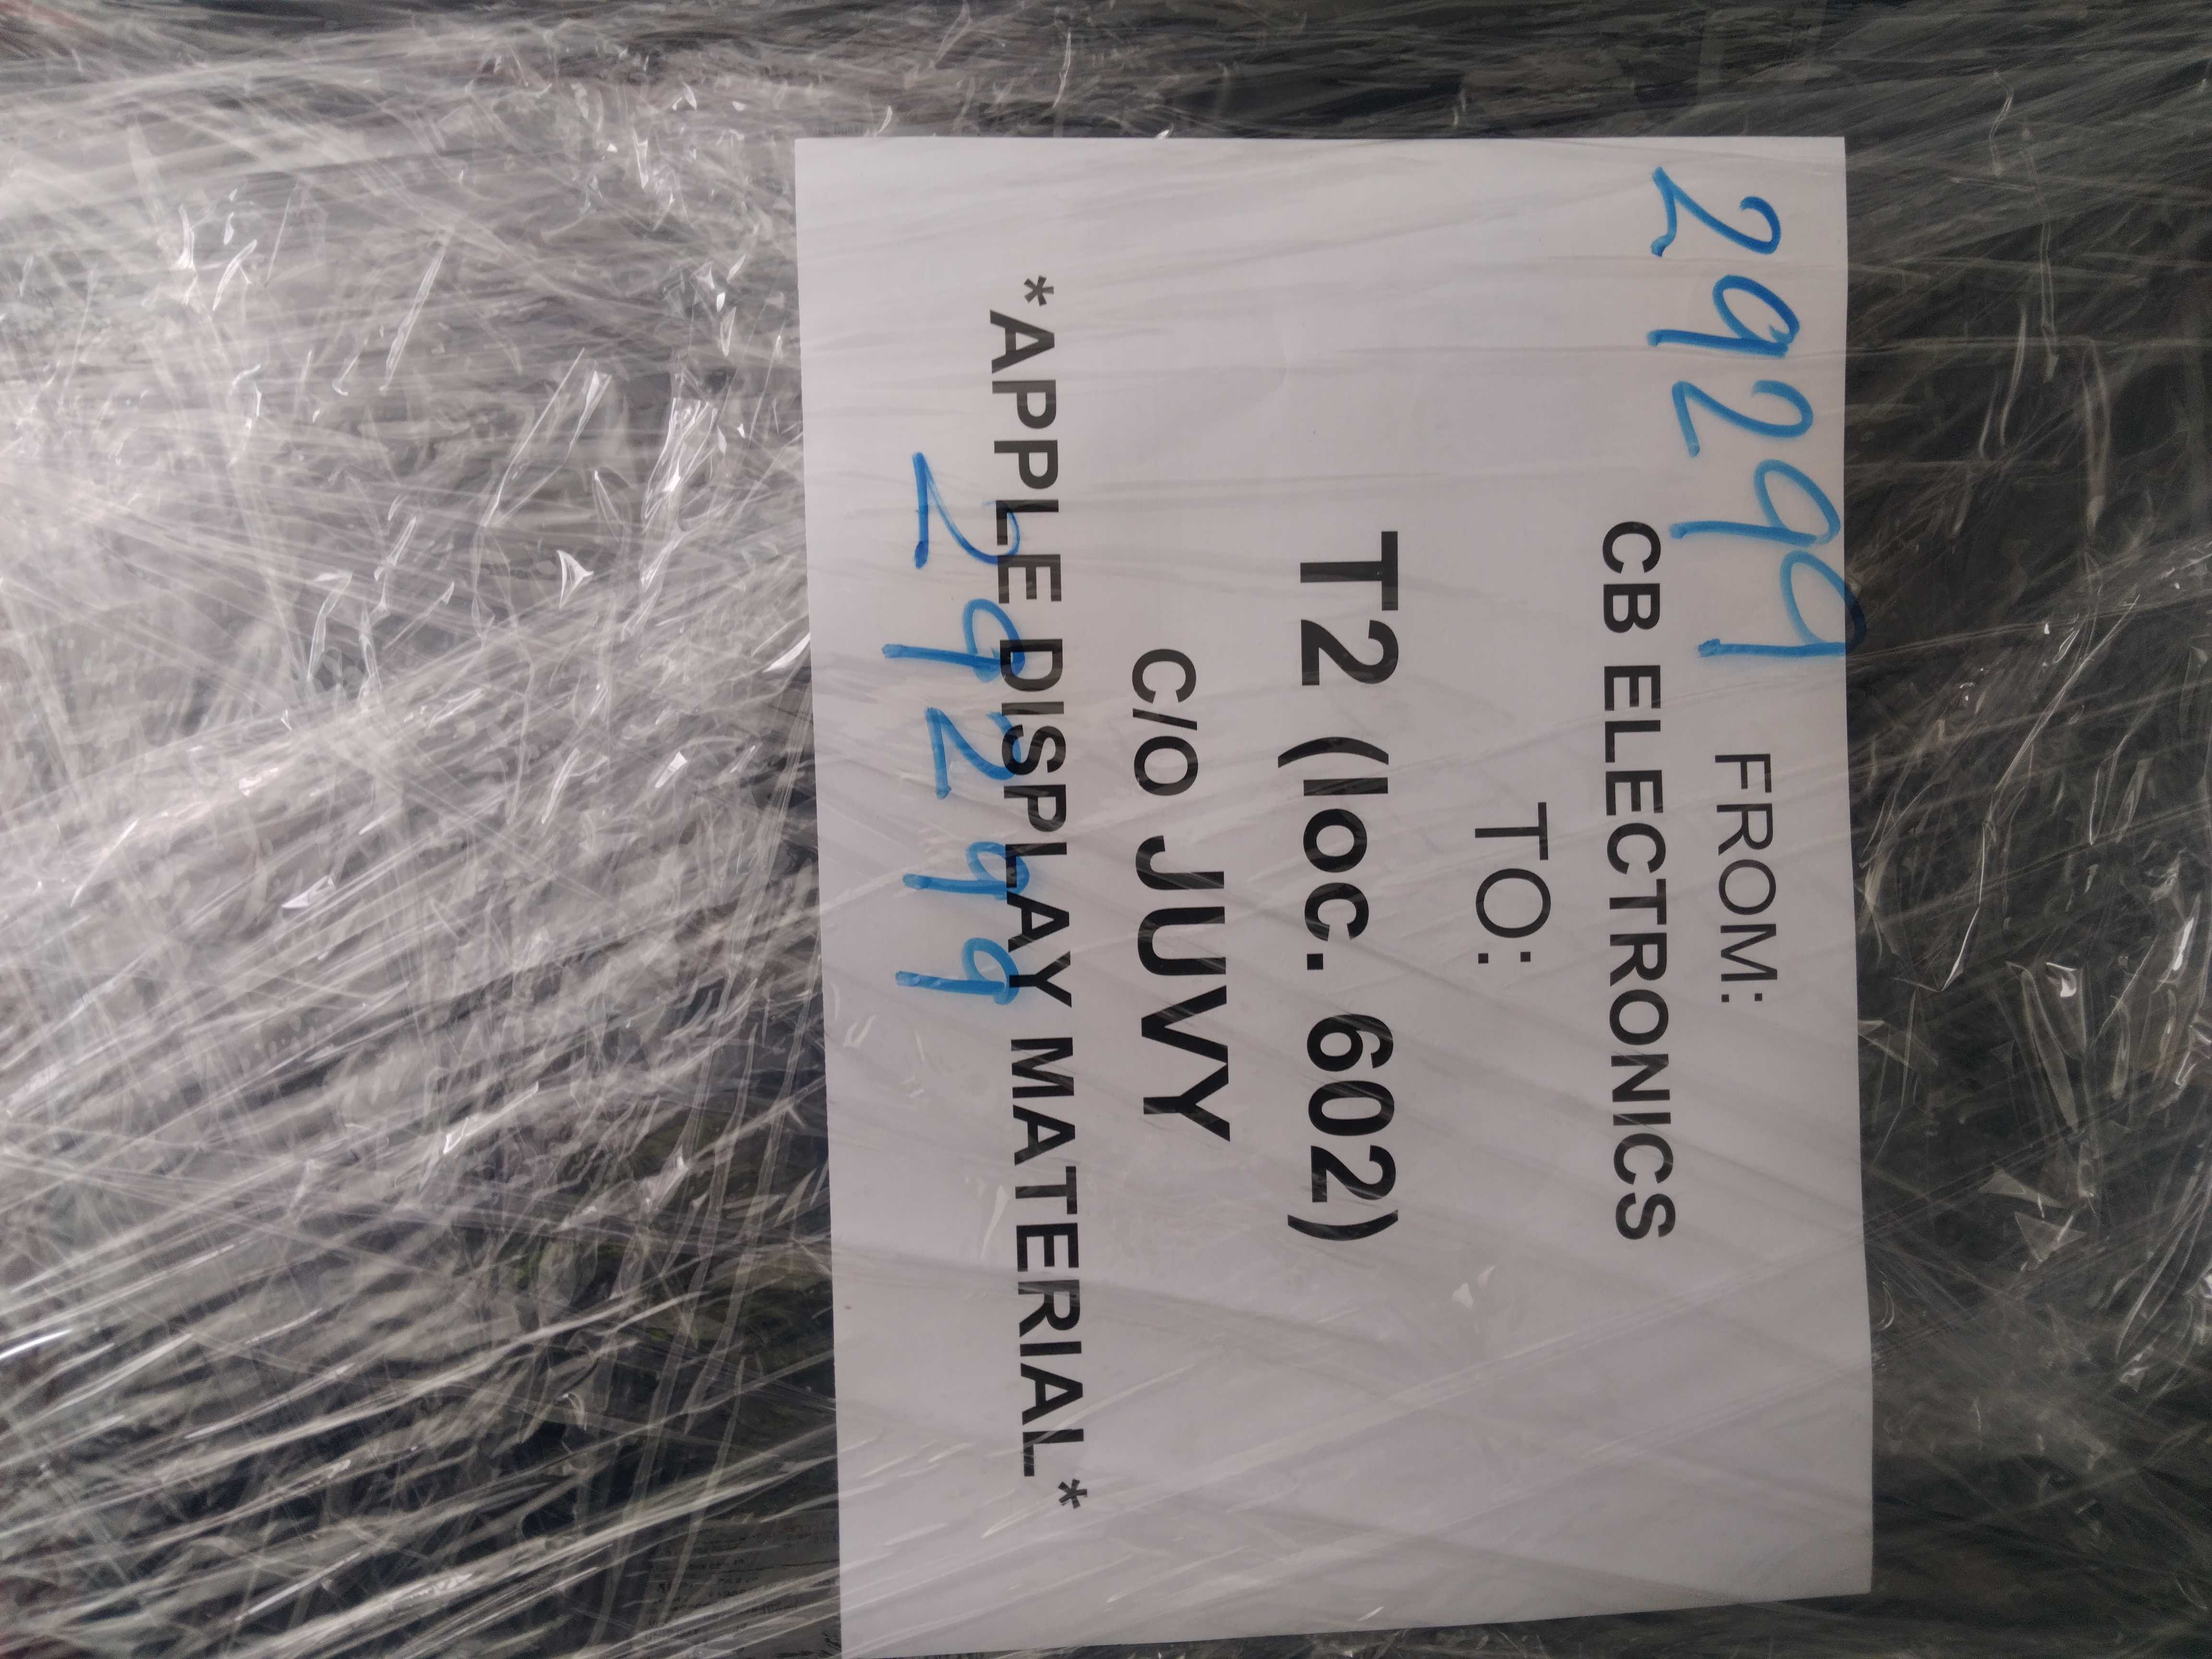 29299
FROM:
CB ELECTRONICS
TO:
T2 (loc. 602)
C/O JUVY
*APPLE DISPLAY MATERIAL*
29299